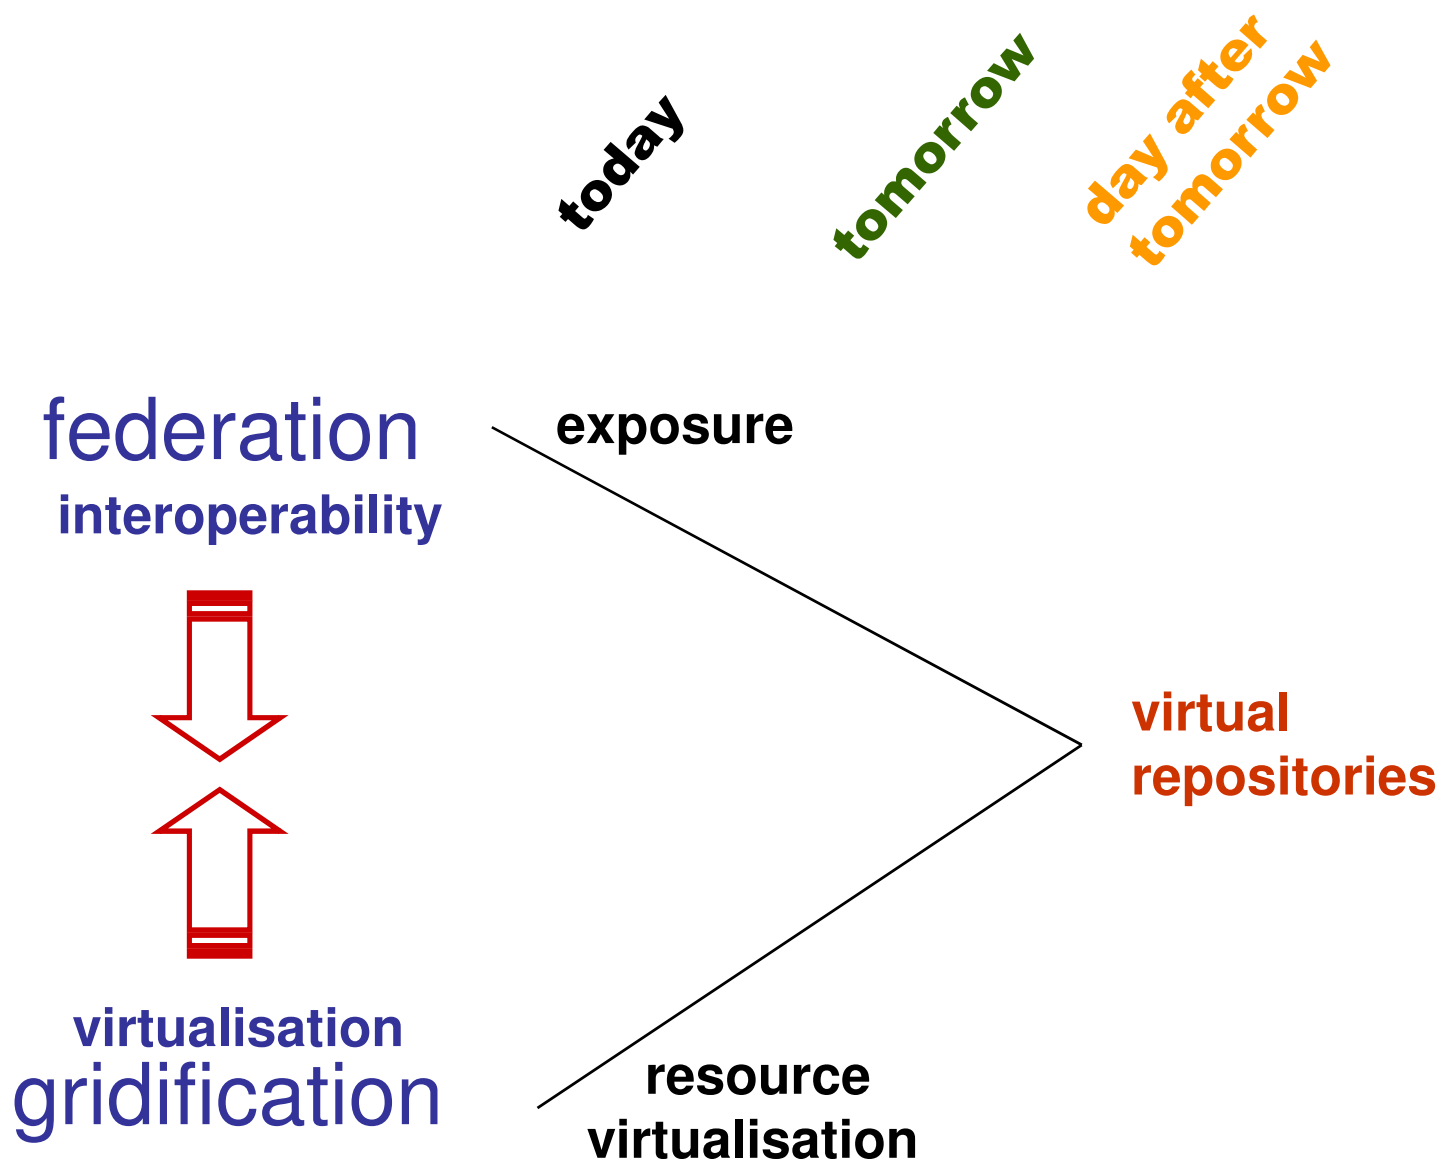 today
tomorrow
day after
tomorrow
federation
exposure
interoperability
virtual
repositories
virtualisation
gridification
resource
virtualisation